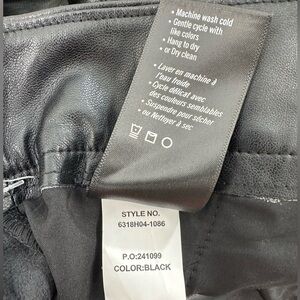 • Machine wash cold
• Gentle cycle with
like colors
• Hang to dry
• or Dry clean
• Laver en machine à
l'eau froide
• Cycle délicat avec
des couleurs semblables
• Suspendre pour sécher
• ou Nettoyer à sec
STYLE NO.
6318H04-1086
P.O:241099
COLOR:BLACK